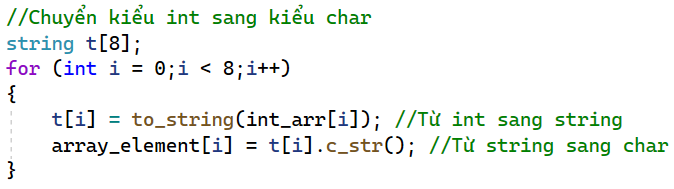 //Chuyển kiểu int sang kiểu char
string t[8];
for (int i = 0;i < 8;i++)
{
    t[i] = to_string(int_arr[i]); //Từ int sang string
    array_element[i] = t[i].c_str(); //Từ string sang char
}